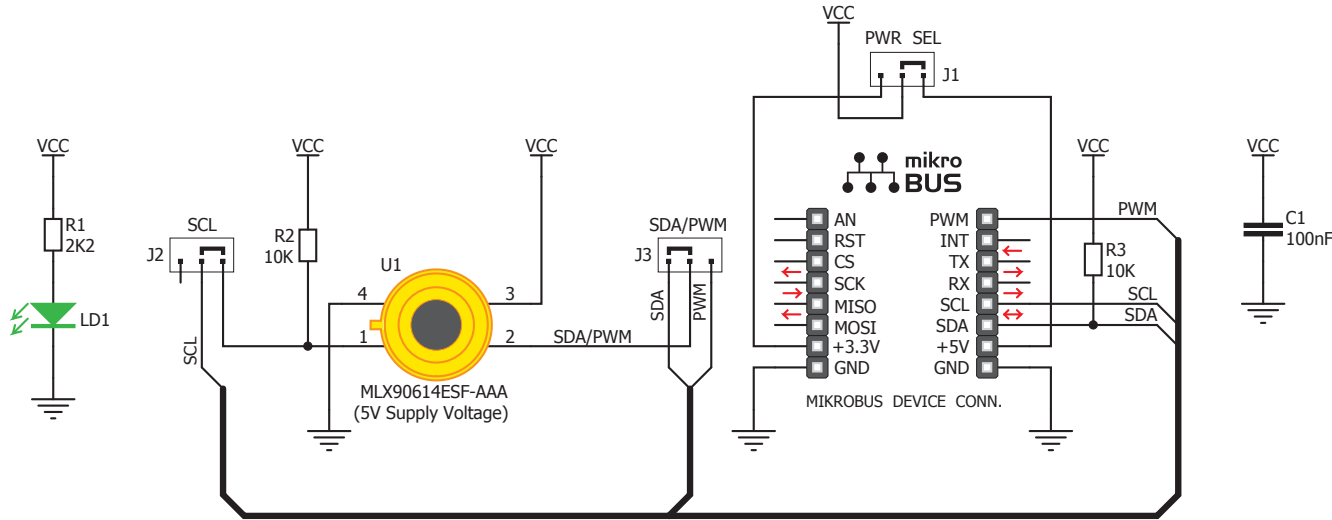 VCC
R1
2K2
LD1
SCL
J2
SCL
VCC
R2
10K
U1
4
3
1
2
VCC
MLX90614ESF-AAA
(5V Supply Voltage)
SDA/PWM
SDA/PWM
J3
SDA
PWM
VCC
PWR SEL
J1
mikro
BUS
AN
RST
CS
SCK
MISO
MOSI
+3.3V
GND
PWM
INT
TX
RX
SCL
SDA
+5V
GND
MIKROBUS DEVICE CONN.
VCC
R3
10K
PWM
SCL
SDA
VCC
C1
100nF